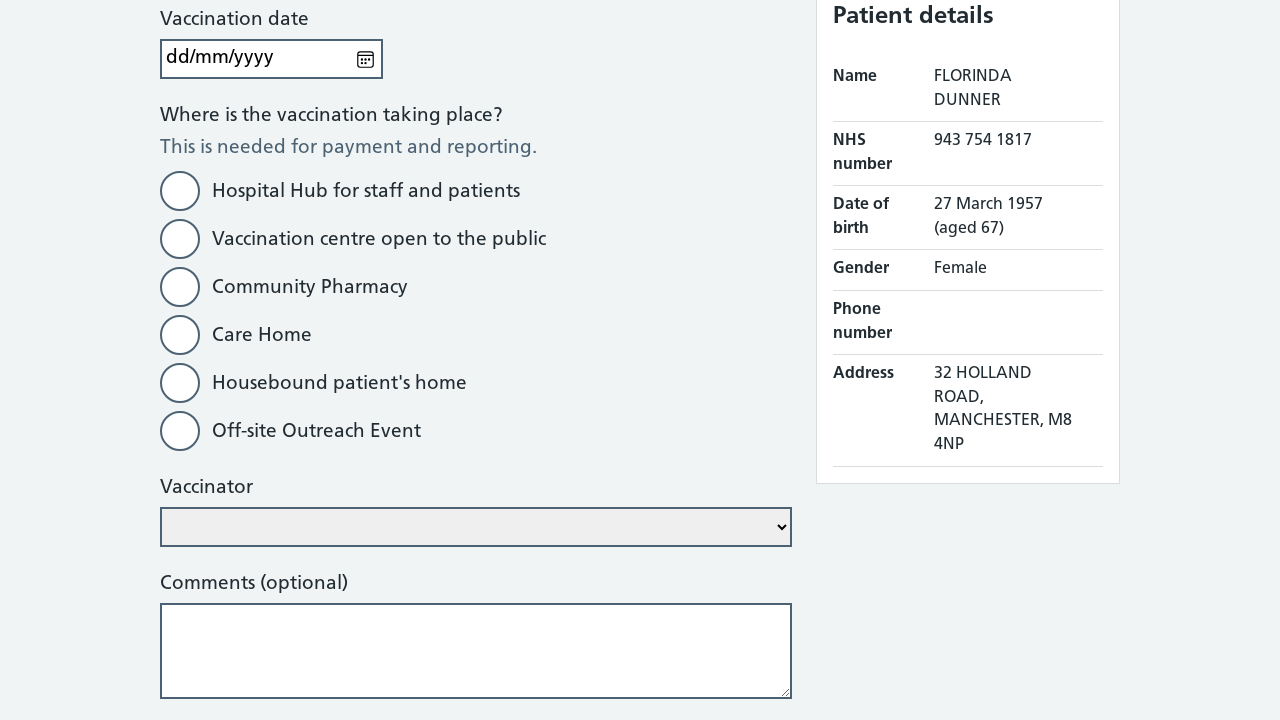 Vaccination date
dd/mm/yyyy
Where is the vaccination taking place?
This is needed for payment and reporting.
Hospital Hub for staff and patients
Vaccination centre open to the public
Community Pharmacy
Care Home
Housebound patient's home
Off-site Outreach Event
Vaccinator
Comments (optional)
Patient details
Name FLORINDA
DUNNER
NHS 943 754 1817
number
Date of 27 March 1957
birth (aged 67)
Gender Female
Phone
number
Address 32 HOLLAND
ROAD,
MANCHESTER, M8
4NP